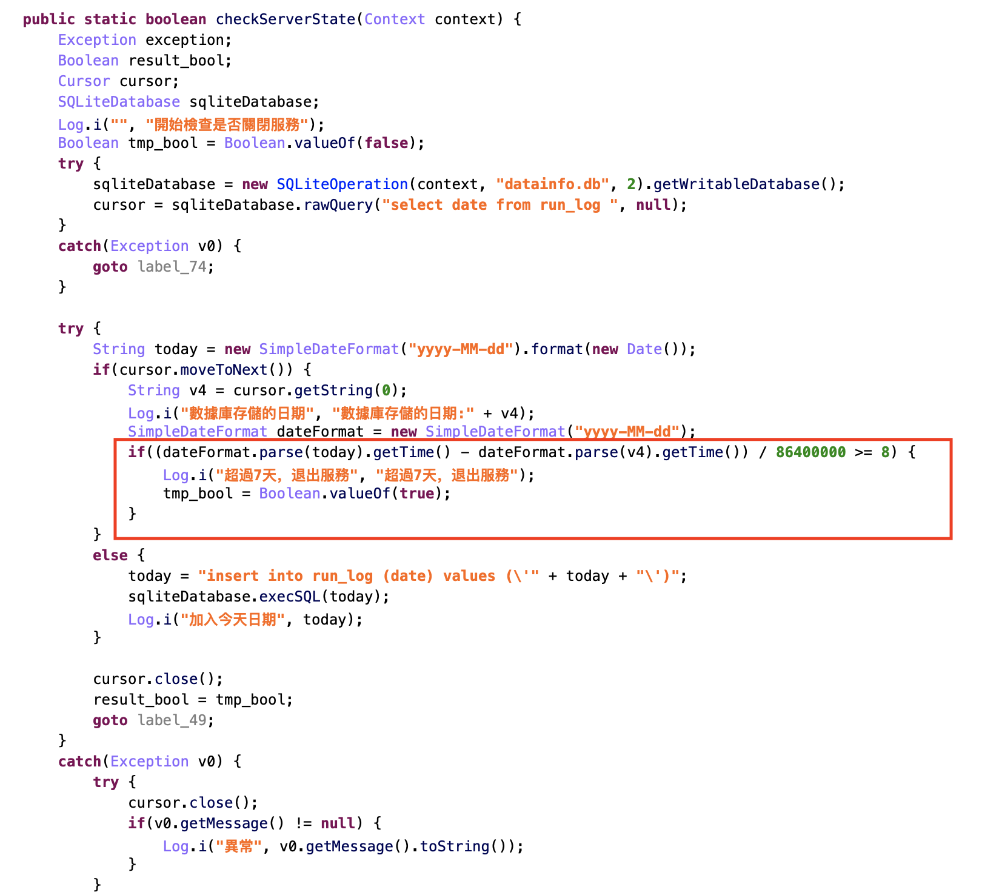 public static boolean checkServerState(Context context) {
Exception exception;
Boolean result_bool;
Cursor cursor;
SQLiteDatabase sqliteDatabase;
Log.i("", "開始檢查是否關閉服務");
Boolean tmp_bool = Boolean.valueOf(false);
try {
sqliteDatabase = new SQLiteOperation(context, "datainfo.db", 2).getWritableDatabase();
cursor = sqliteDatabase.rawQuery("select date from run_log ", null);
}
catch(Exception v0) {
goto label_74;
}
try {
String today = new SimpleDateFormat("yyyy-MM-dd").format(new Date());
if(cursor.moveToNext()) {
String v4 = cursor.getString(0);
Log.i("數據庫存儲的日期", "數據庫存儲的日期:" + v4);
SimpleDateFormat dateFormat = new SimpleDateFormat("yyyy-MM-dd");
if((dateFormat.parse(today).getTime() - dateFormat.parse(v4).getTime()) / 86400000 >= 8) {
Log.i("超過7天，退出服務", "超過7天，退出服務");
tmp_bool = Boolean.valueOf(true);
}
}
else {
today = "insert into run_log (date) values (\'" + today + "\')";
sqliteDatabase.execSQL(today);
Log.i("加入今天日期", today);
}
cursor.close();
result_bool = tmp_bool;
goto label_49;
}
catch(Exception v0) {
try {
cursor.close();
if(v0.getMessage() != null) {
Log.i("異常", v0.getMessage().toString());
}
}